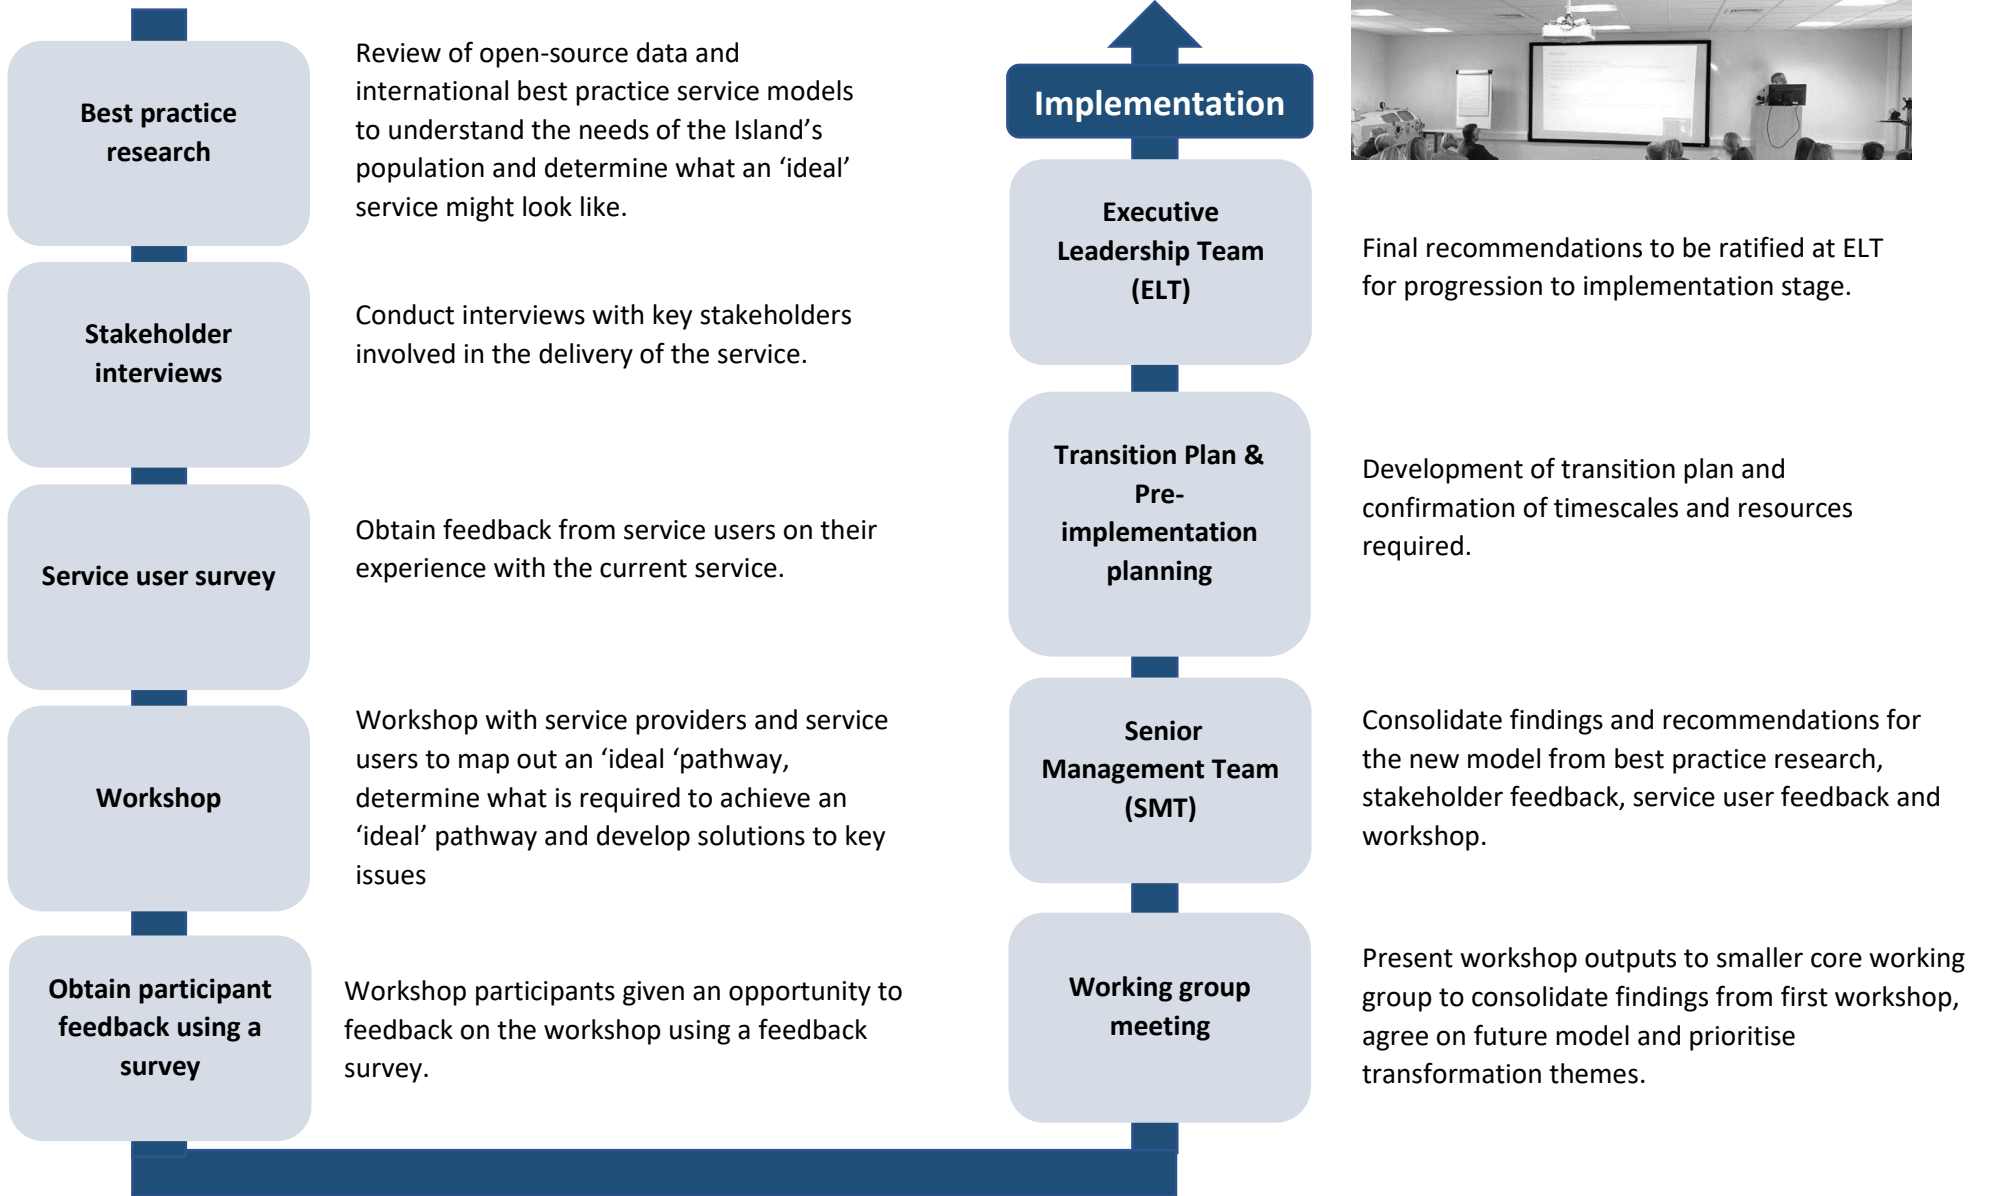 Best practice
research
Review of open-source data and
international best practice service models
to understand the needs of the Island’s
population and determine what an ‘ideal’
service might look like.
Stakeholder
interviews
Conduct interviews with key stakeholders
involved in the delivery of the service.
Service user survey
Obtain feedback from service users on their
experience with the current service.
Workshop
Workshop with service providers and service
users to map out an ‘ideal ‘pathway,
determine what is required to achieve an
‘ideal’ pathway and develop solutions to key
issues
Obtain participant
feedback using a
survey
Workshop participants given an opportunity to
feedback on the workshop using a feedback
survey.
Implementation
Executive
Leadership Team
(ELT)
Final recommendations to be ratified at ELT
for progression to implementation stage.
Transition Plan &
Pre-
implementation
planning
Development of transition plan and
confirmation of timescales and resources
required.
Senior
Management Team
(SMT)
Consolidate findings and recommendations for
the new model from best practice research,
stakeholder feedback, service user feedback and
workshop.
Working group
meeting
Present workshop outputs to smaller core working
group to consolidate findings from first workshop,
agree on future model and prioritise
transformation themes.